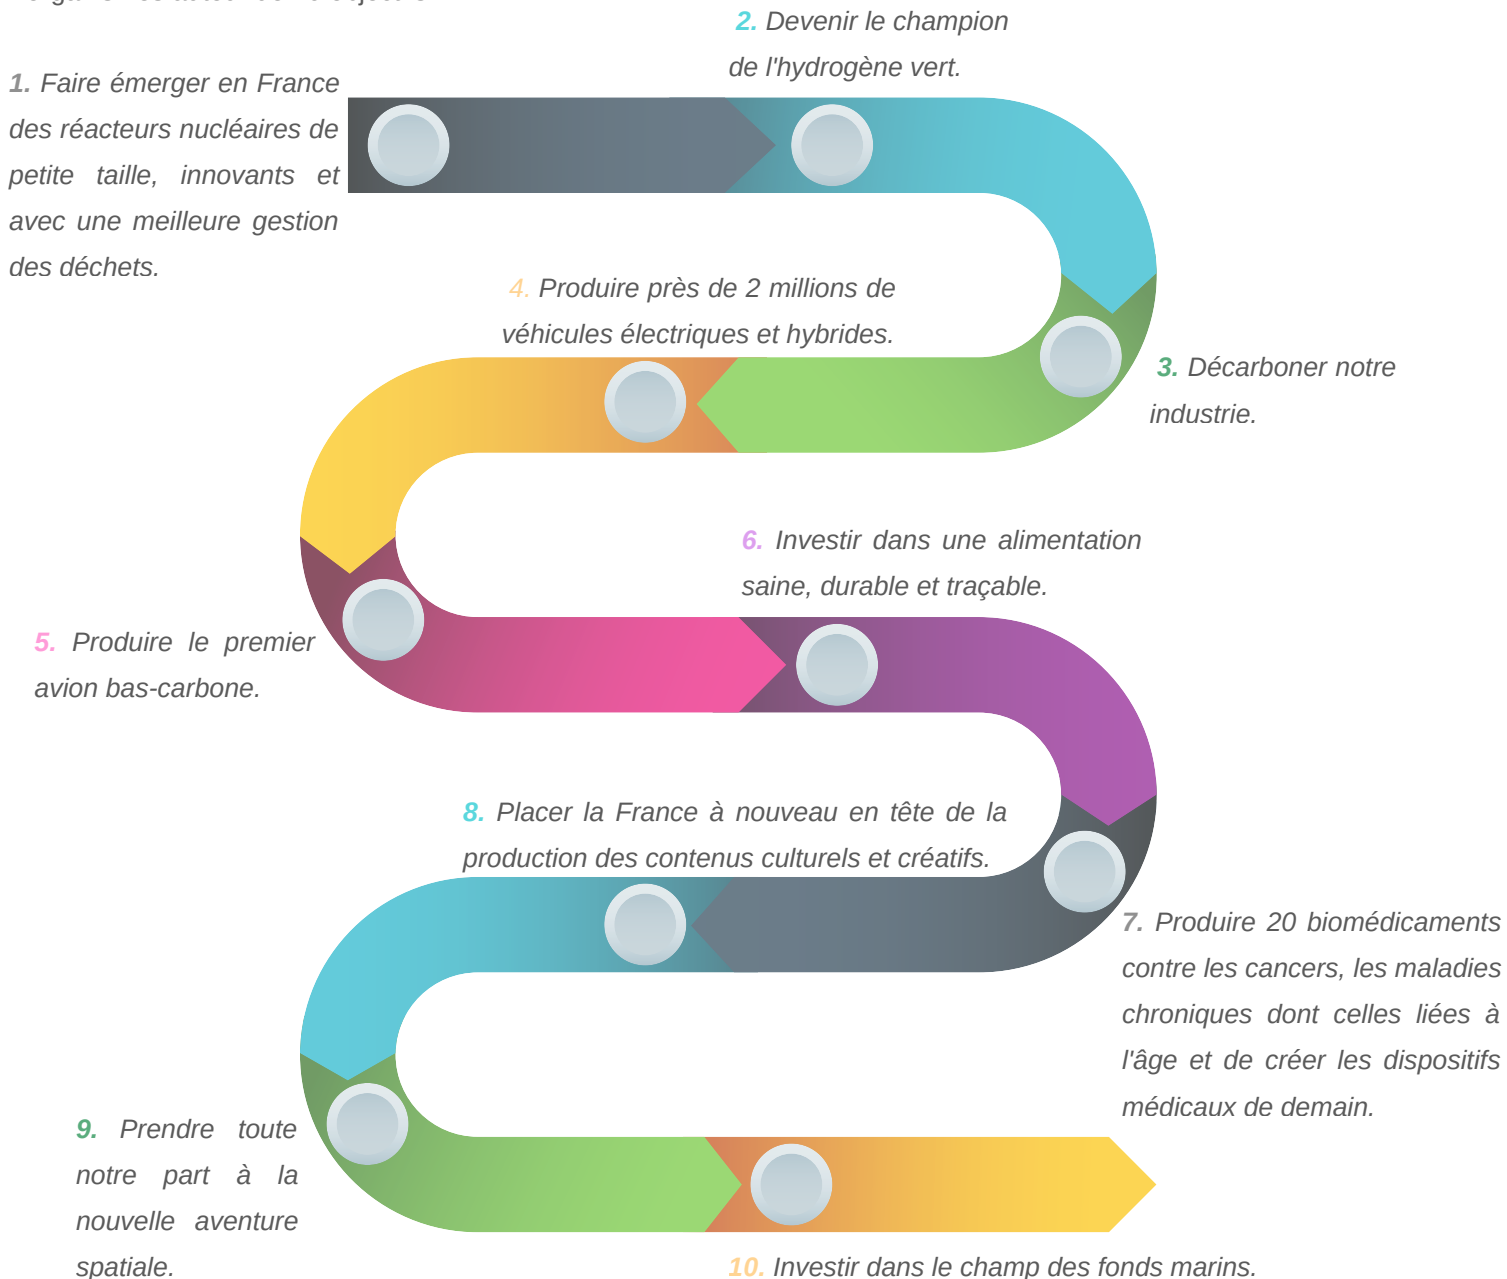 1. Faire émerger en France
des réacteurs nucléaires de
petite taille, innovants et
avec une meilleure gestion
des déchets.
2. Devenir le champion
de l'hydrogène vert.
3. Décarboner notre
industrie.
4. Produire près de 2 millions de
véhicules électriques et hybrides.
5. Produire le premier
avion bas-carbone.
6. Investir dans une alimentation
saine, durable et traçable.
7. Produire 20 biomédicaments
contre les cancers, les maladies
chroniques dont celles liées à
l'âge et de créer les dispositifs
médicaux de demain.
8. Placer la France à nouveau en tête de la
production des contenus culturels et créatifs.
9. Prendre toute
notre part à la
nouvelle aventure
spatiale.
10. Investir dans le champ des fonds marins.